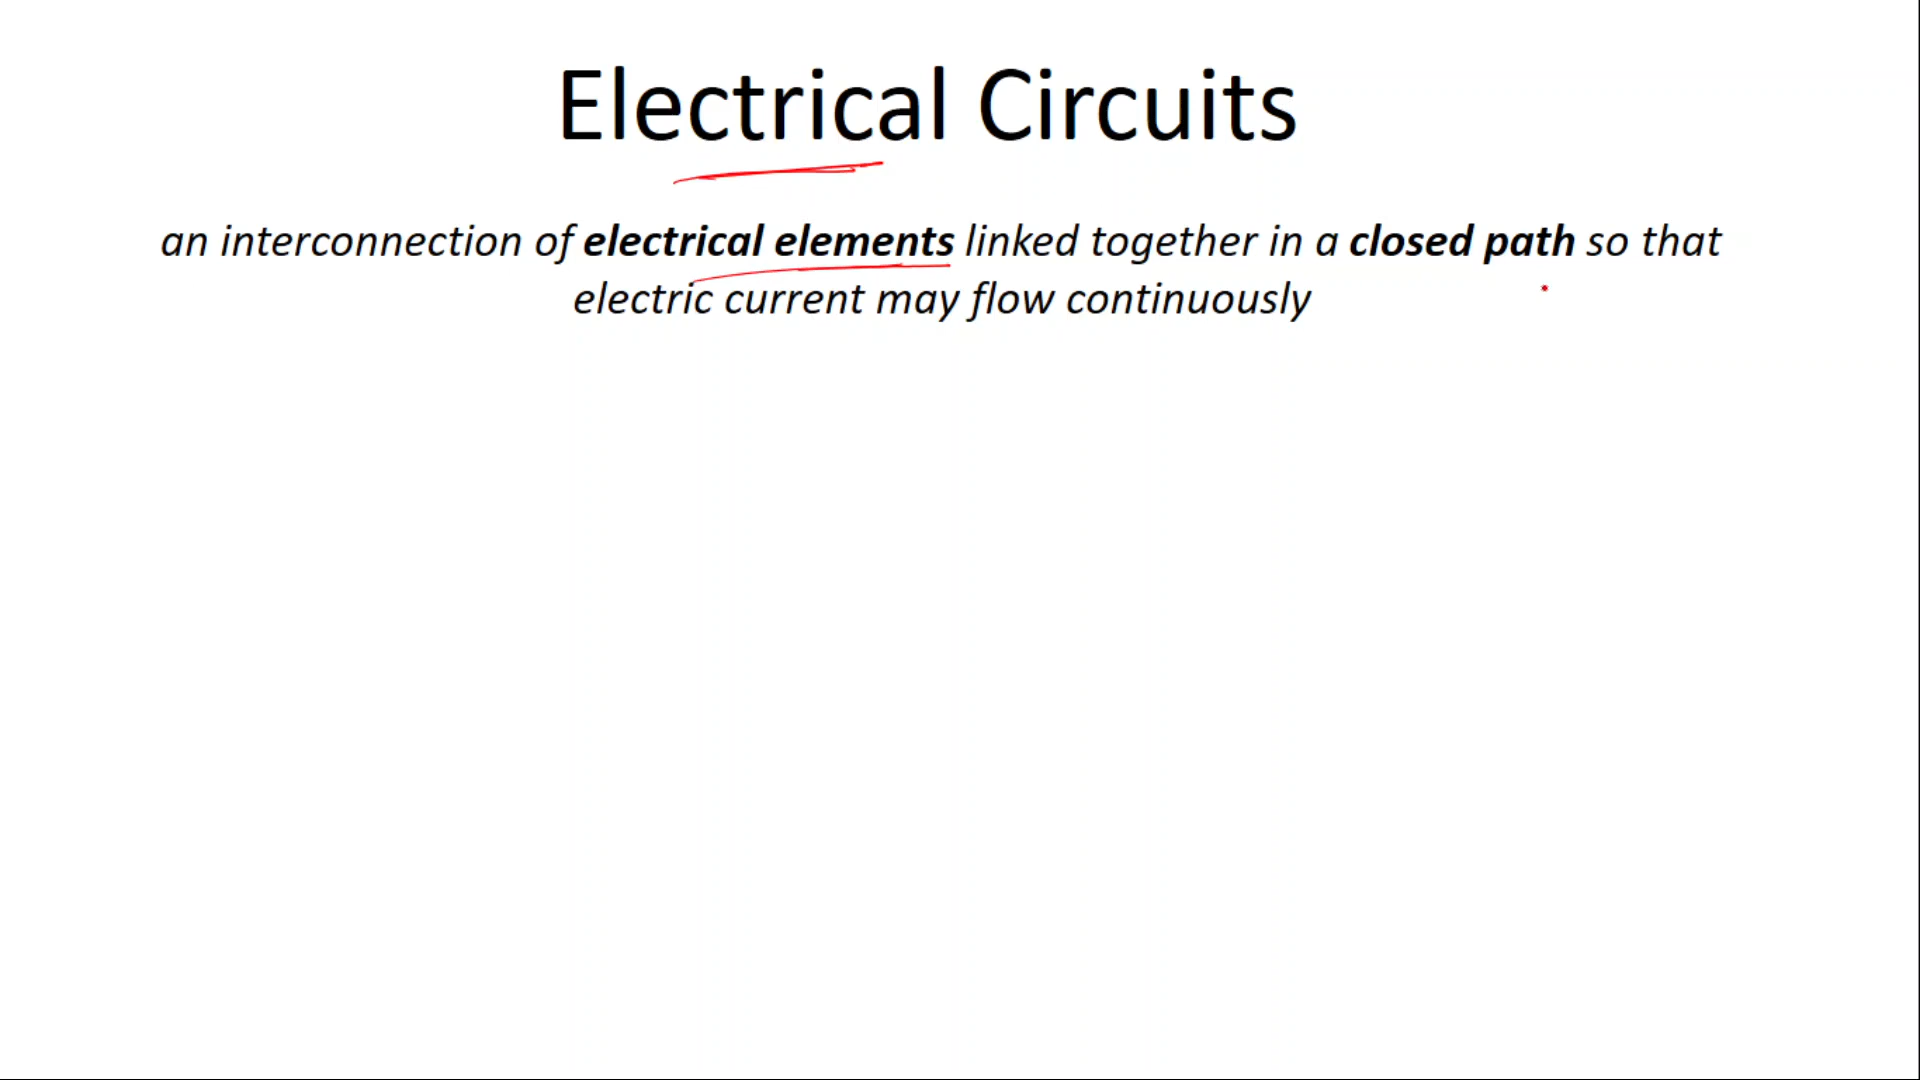 Electrical Circuits
an interconnection of electrical elements linked together in a closed path so that
electric current may flow continuously